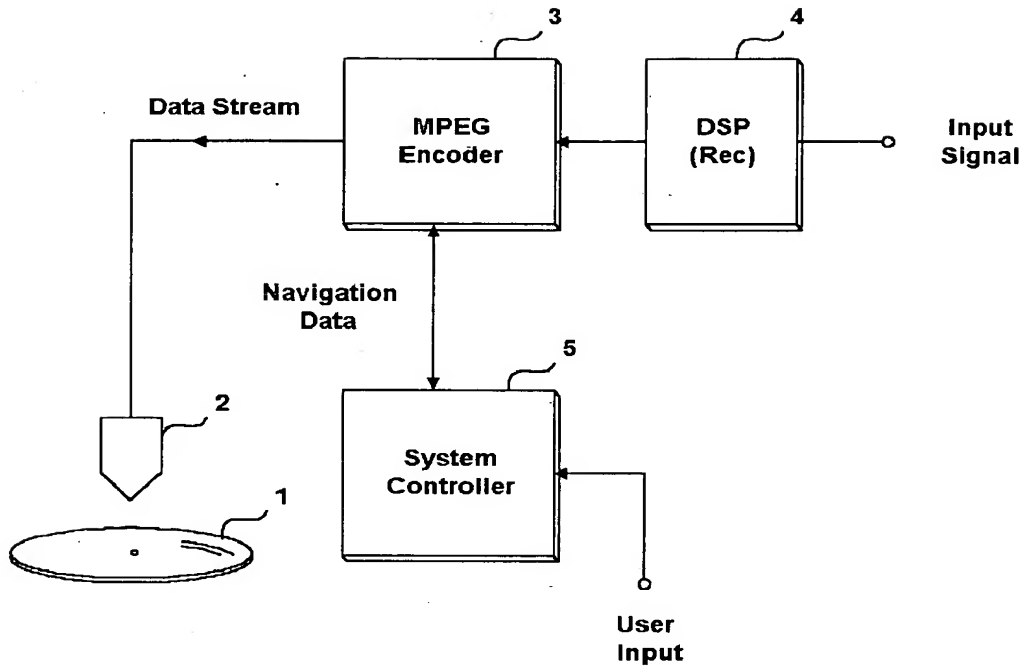 3
4
Data Stream
MPEG
Encoder
DSP
(Rec)
Input
Signal
Navigation
Data
5
2
System
Controller
1
User
Input